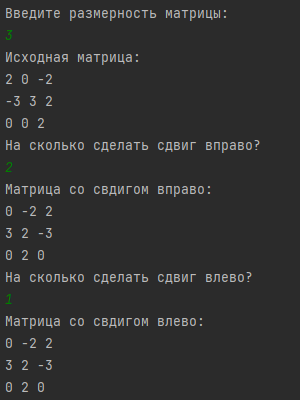 Введите размерность матрицы:
3
Исходная матрица:
2 0 -2
-3 3 2
0 0 2
На сколько сделать сдвиг вправо?
2
Матрица со свдигом вправо:
0 -2 2
3 2 -3
0 2 0
На сколько сделать сдвиг влево?
1
Матрица со свдигом влево:
0 -2 2
3 2 -3
0 2 0